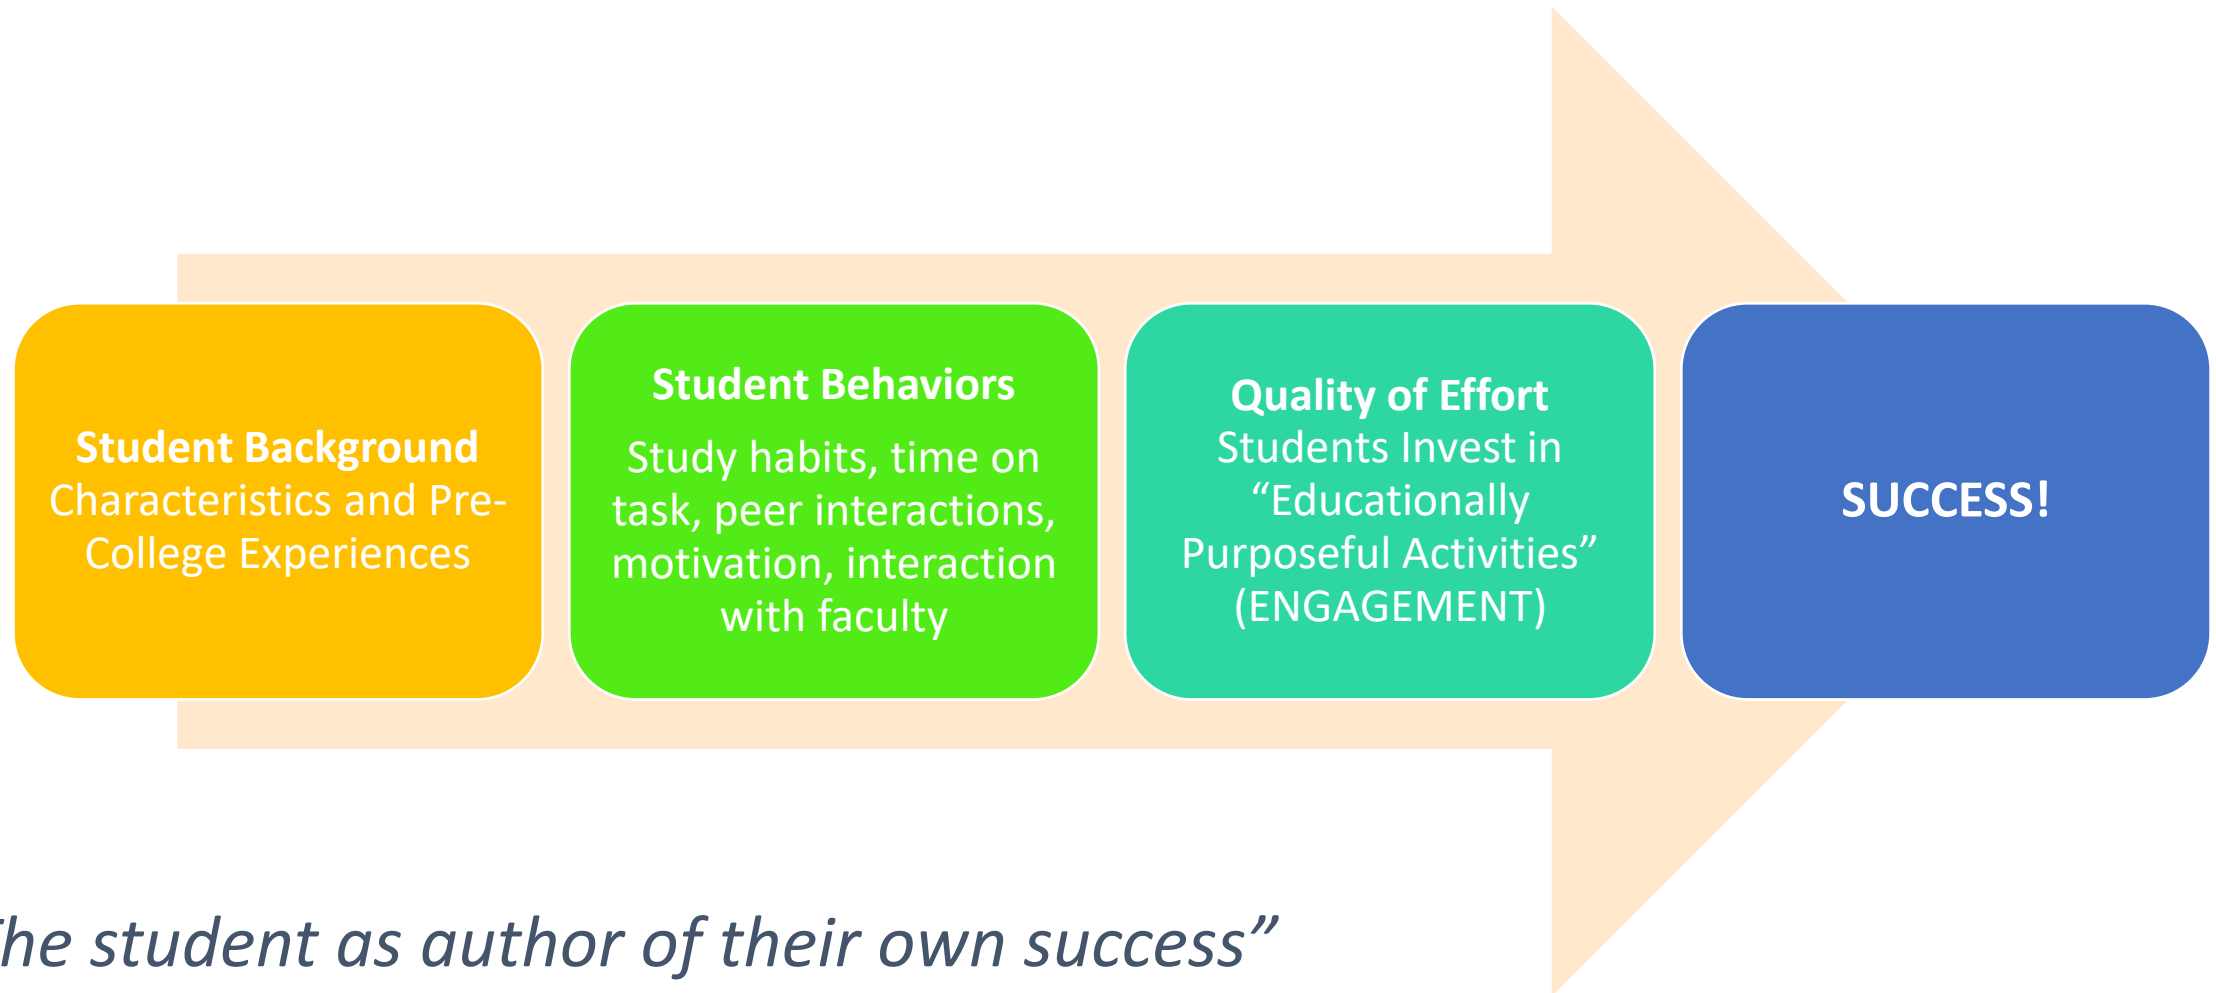 Student Background
Characteristics and Pre-
College Experiences
Student Behaviors
Study habits, time on
task, peer interactions,
motivation, interaction
with faculty
Quality of Effort
Students Invest in
“Educationally
Purposeful Activities”
(ENGAGEMENT)
SUCCESS!
The student as author of their own success”